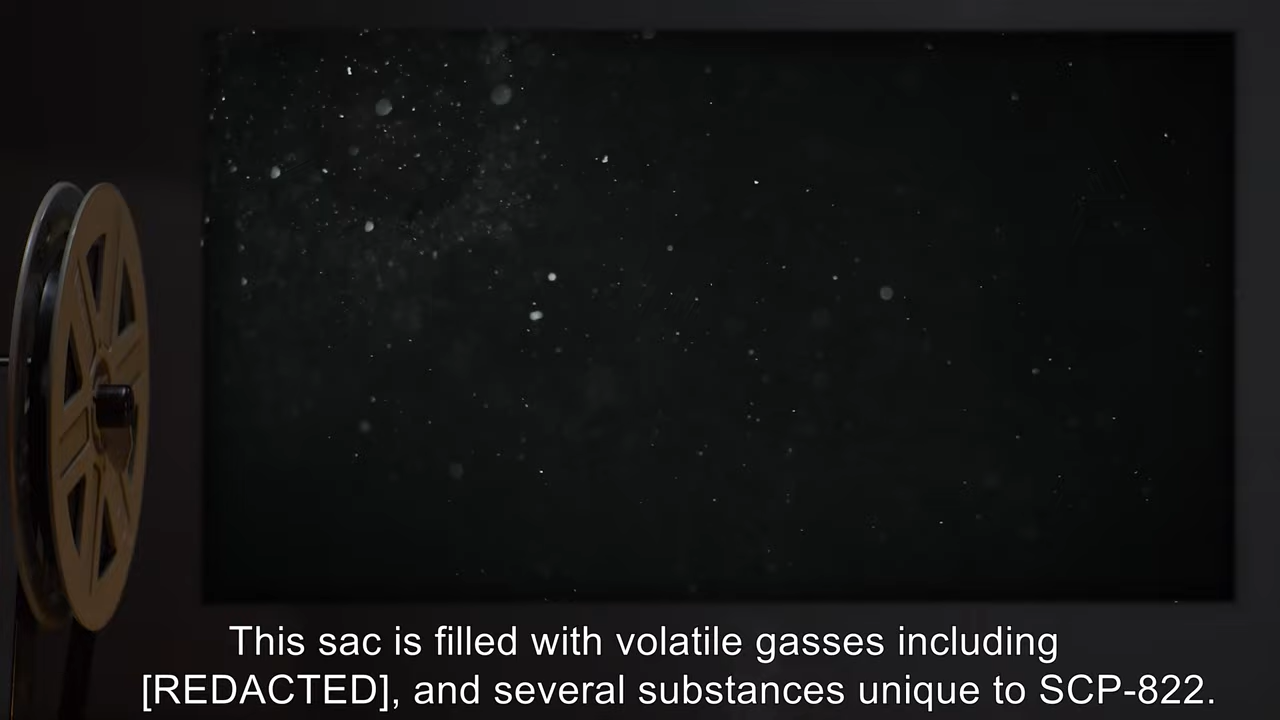 This sac is filled with volatile gasses including
[REDACTED], and several substances unique to SCP-822.